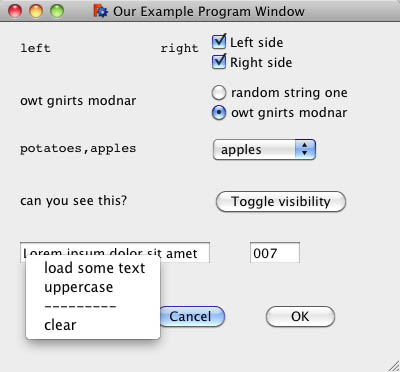 Our Example Program Window
left right Left side
Right side
random string one
owt gnirts modnar owt gnirts modnar
potatoes,apples apples
can you see this? Toggle visibility
Lorem ipsum dolor sit amet 007
load some text
uppercase
---------
clear
Cancel OK